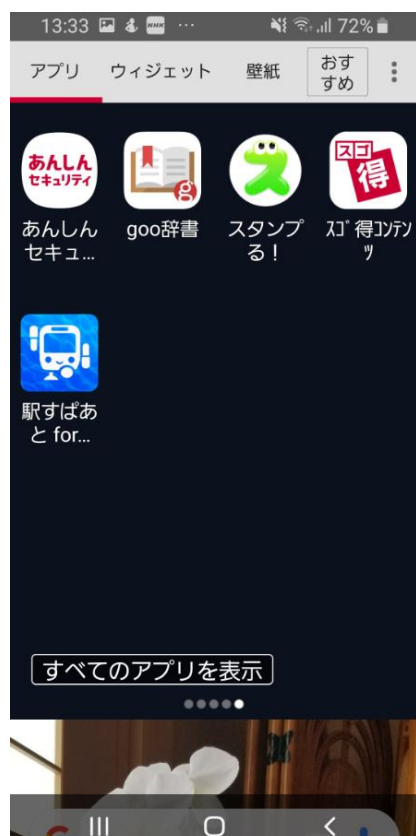 13:33 NHK ... 72%
アプリ ウィジェット 壁紙 おす
すめ
あんしん
セキュリティ
g
ス
スゴ
得
あんしん goo辞書 スタンプ スゴ得コンテン
セキュ... る! ツ
駅すぱあ
と for...
すべてのアプリを表示